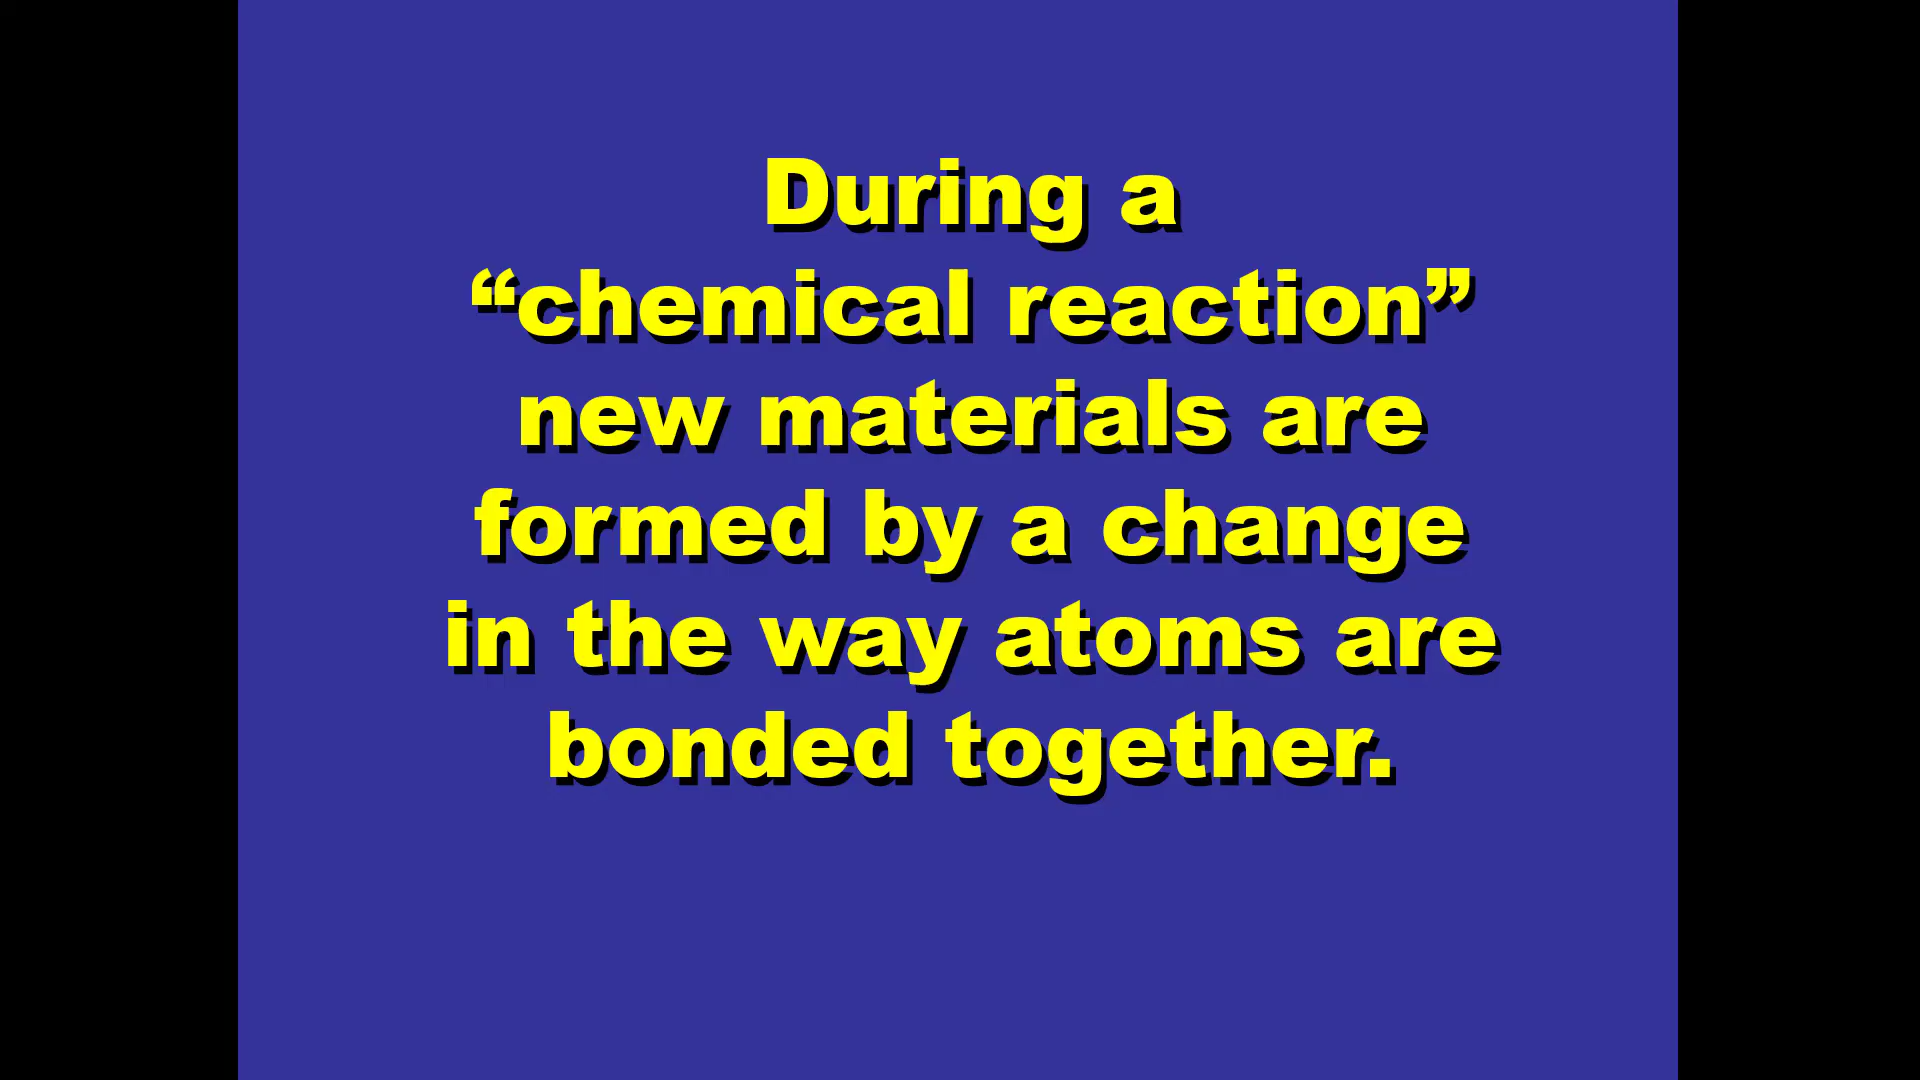 During a
“chemical reaction”
new materials are
formed by a change
in the way atoms are
bonded together.